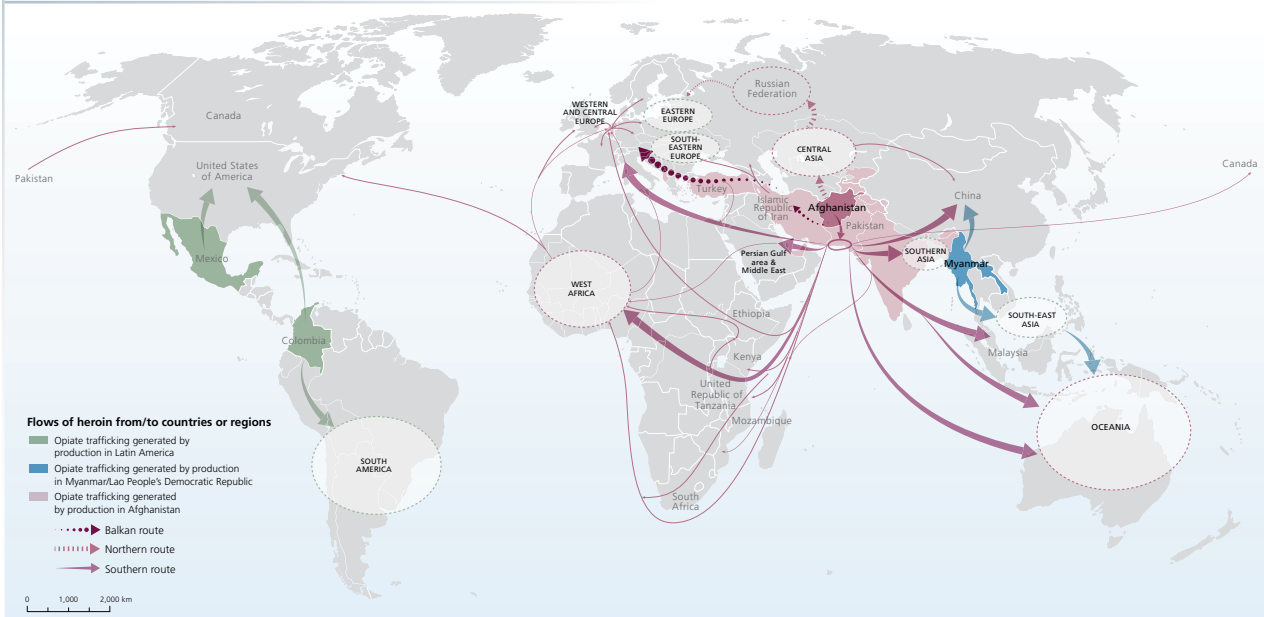 Canada
United States
of America
Pakistan
Mexico
Colombia
SOUTH
AMERICA
WESTERN
AND CENTRAL
EUROPE
EASTERN
EUROPE
SOUTH-
EASTERN
EUROPE
Russian
Federation
CENTRAL
ASIA
Turkey
Islamic
Republic
of Iran
Afghanistan
Pakistan
China
Canada
Persian Gulf
area &
Middle East
SOUTHERN
ASIA
Myanmar
WEST
AFRICA
Ethiopia
Kenya
United
Republic of
Tanzania
Mozambique
South
Africa
SOUTH-EAST
ASIA
Malaysia
OCEANIA
Flows of heroin from/to countries or regions
Opiate trafficking generated by
production in Latin America
Opiate trafficking generated by production
in Myanmar/Lao People's Democratic Republic
Opiate trafficking generated
by production in Afghanistan
Balkan route
Northern route
Southern route
0 1,000 2,000 km